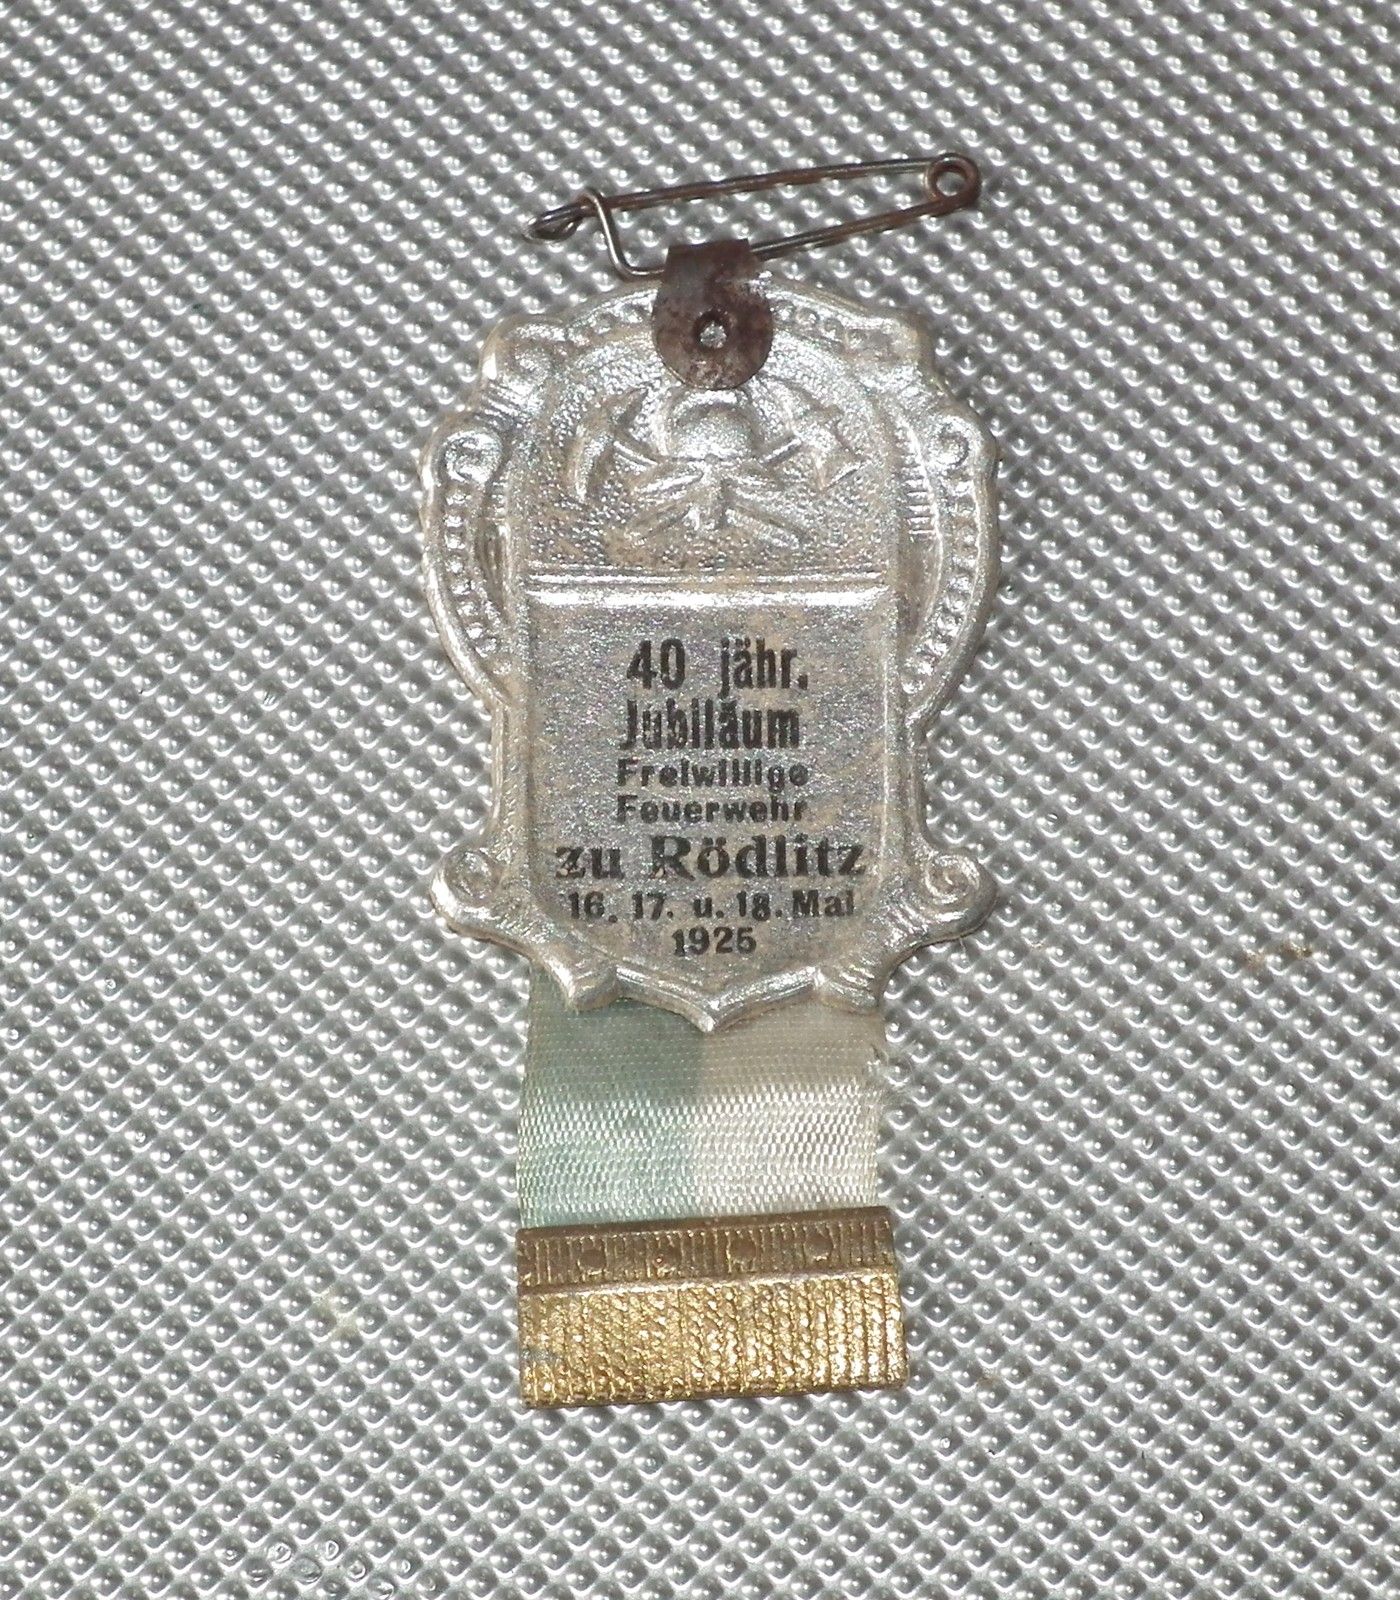 40 jähr.
Jubiläum
Freiwillige
Feuerwehr
zu Rödlitz
16. 17. u. 18. Mai
1925